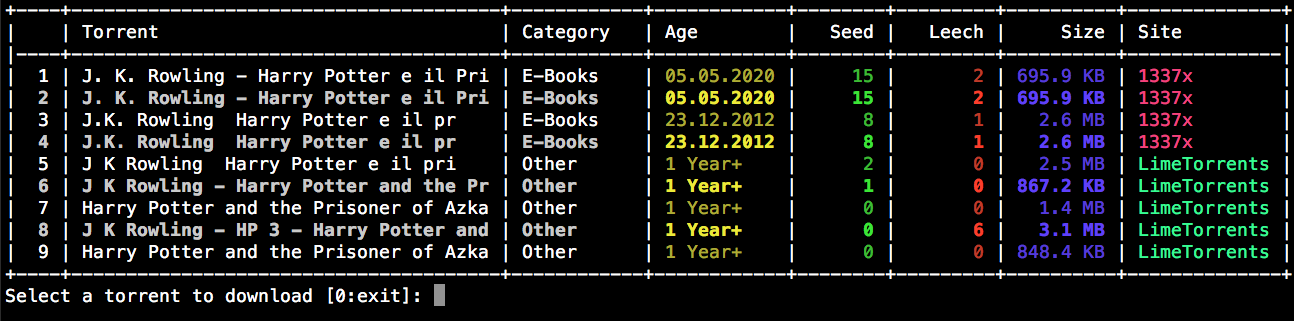 +----+------------------------------------------------+---------------+---------------+----------+-----------+------------+------------------+
|    | Torrent                                        | Category      | Age           |     Seed |     Leech |       Size | Site             |
|----+------------------------------------------------+---------------+---------------+----------+-----------+------------+------------------|
|  1 | J. K. Rowling - Harry Potter e il Pri | E-Books | 05.05.2020 | 15 | 2 | 695.9 KB | 1337x |
|  2 | J. K. Rowling - Harry Potter e il Pri | E-Books | 05.05.2020 | 15 | 2 | 695.9 KB | 1337x |
|  3 | J.K. Rowling  Harry Potter e il pr | E-Books | 23.12.2012 | 8 | 1 | 2.6 MB | 1337x |
|  4 | J.K. Rowling  Harry Potter e il pr | E-Books | 23.12.2012 | 8 | 1 | 2.6 MB | 1337x |
|  5 | J K Rowling  Harry Potter e il pri | Other | 1 Year+ | 2 | 0 | 2.5 MB | LimeTorrents |
|  6 | J K Rowling - Harry Potter and the Pr | Other | 1 Year+ | 1 | 0 | 867.2 KB | LimeTorrents |
|  7 | Harry Potter and the Prisoner of Azka | Other | 1 Year+ | 0 | 0 | 1.4 MB | LimeTorrents |
|  8 | J K Rowling - HP 3 - Harry Potter and | Other | 1 Year+ | 0 | 6 | 3.1 MB | LimeTorrents |
|  9 | Harry Potter and the Prisoner of Azka | Other | 1 Year+ | 0 | 0 | 848.4 KB | LimeTorrents |
+----+------------------------------------------------+---------------+---------------+----------+-----------+------------+------------------+
Select a torrent to download [0:exit]: